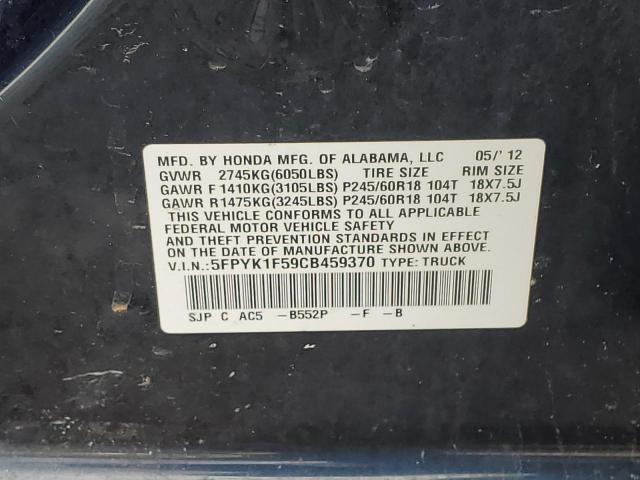 MFD. BY HONDA MFG. OF ALABAMA, LLC 05/'12
GVWR 2745KG(6050LBS) TIRE SIZE RIM SIZE
GAWR F1410KG(3105LBS) P245/60R18 104T 18X7.5J
GAWR R1475KG(3245LBS) P245/60R18 104T 18X7.5J
THIS VEHICLE CONFORMS TO ALL APPLICABLE
FEDERAL MOTOR VEHICLE SAFETY
AND THEFT PREVENTION STANDARDS IN EFFECT
ON THE DATE OF MANUFACTURE SHOWN ABOVE.
V.I.N.:5FPYK1F59CB459370 TYPE: TRUCK
SJP C AC5 -B552P -F -B